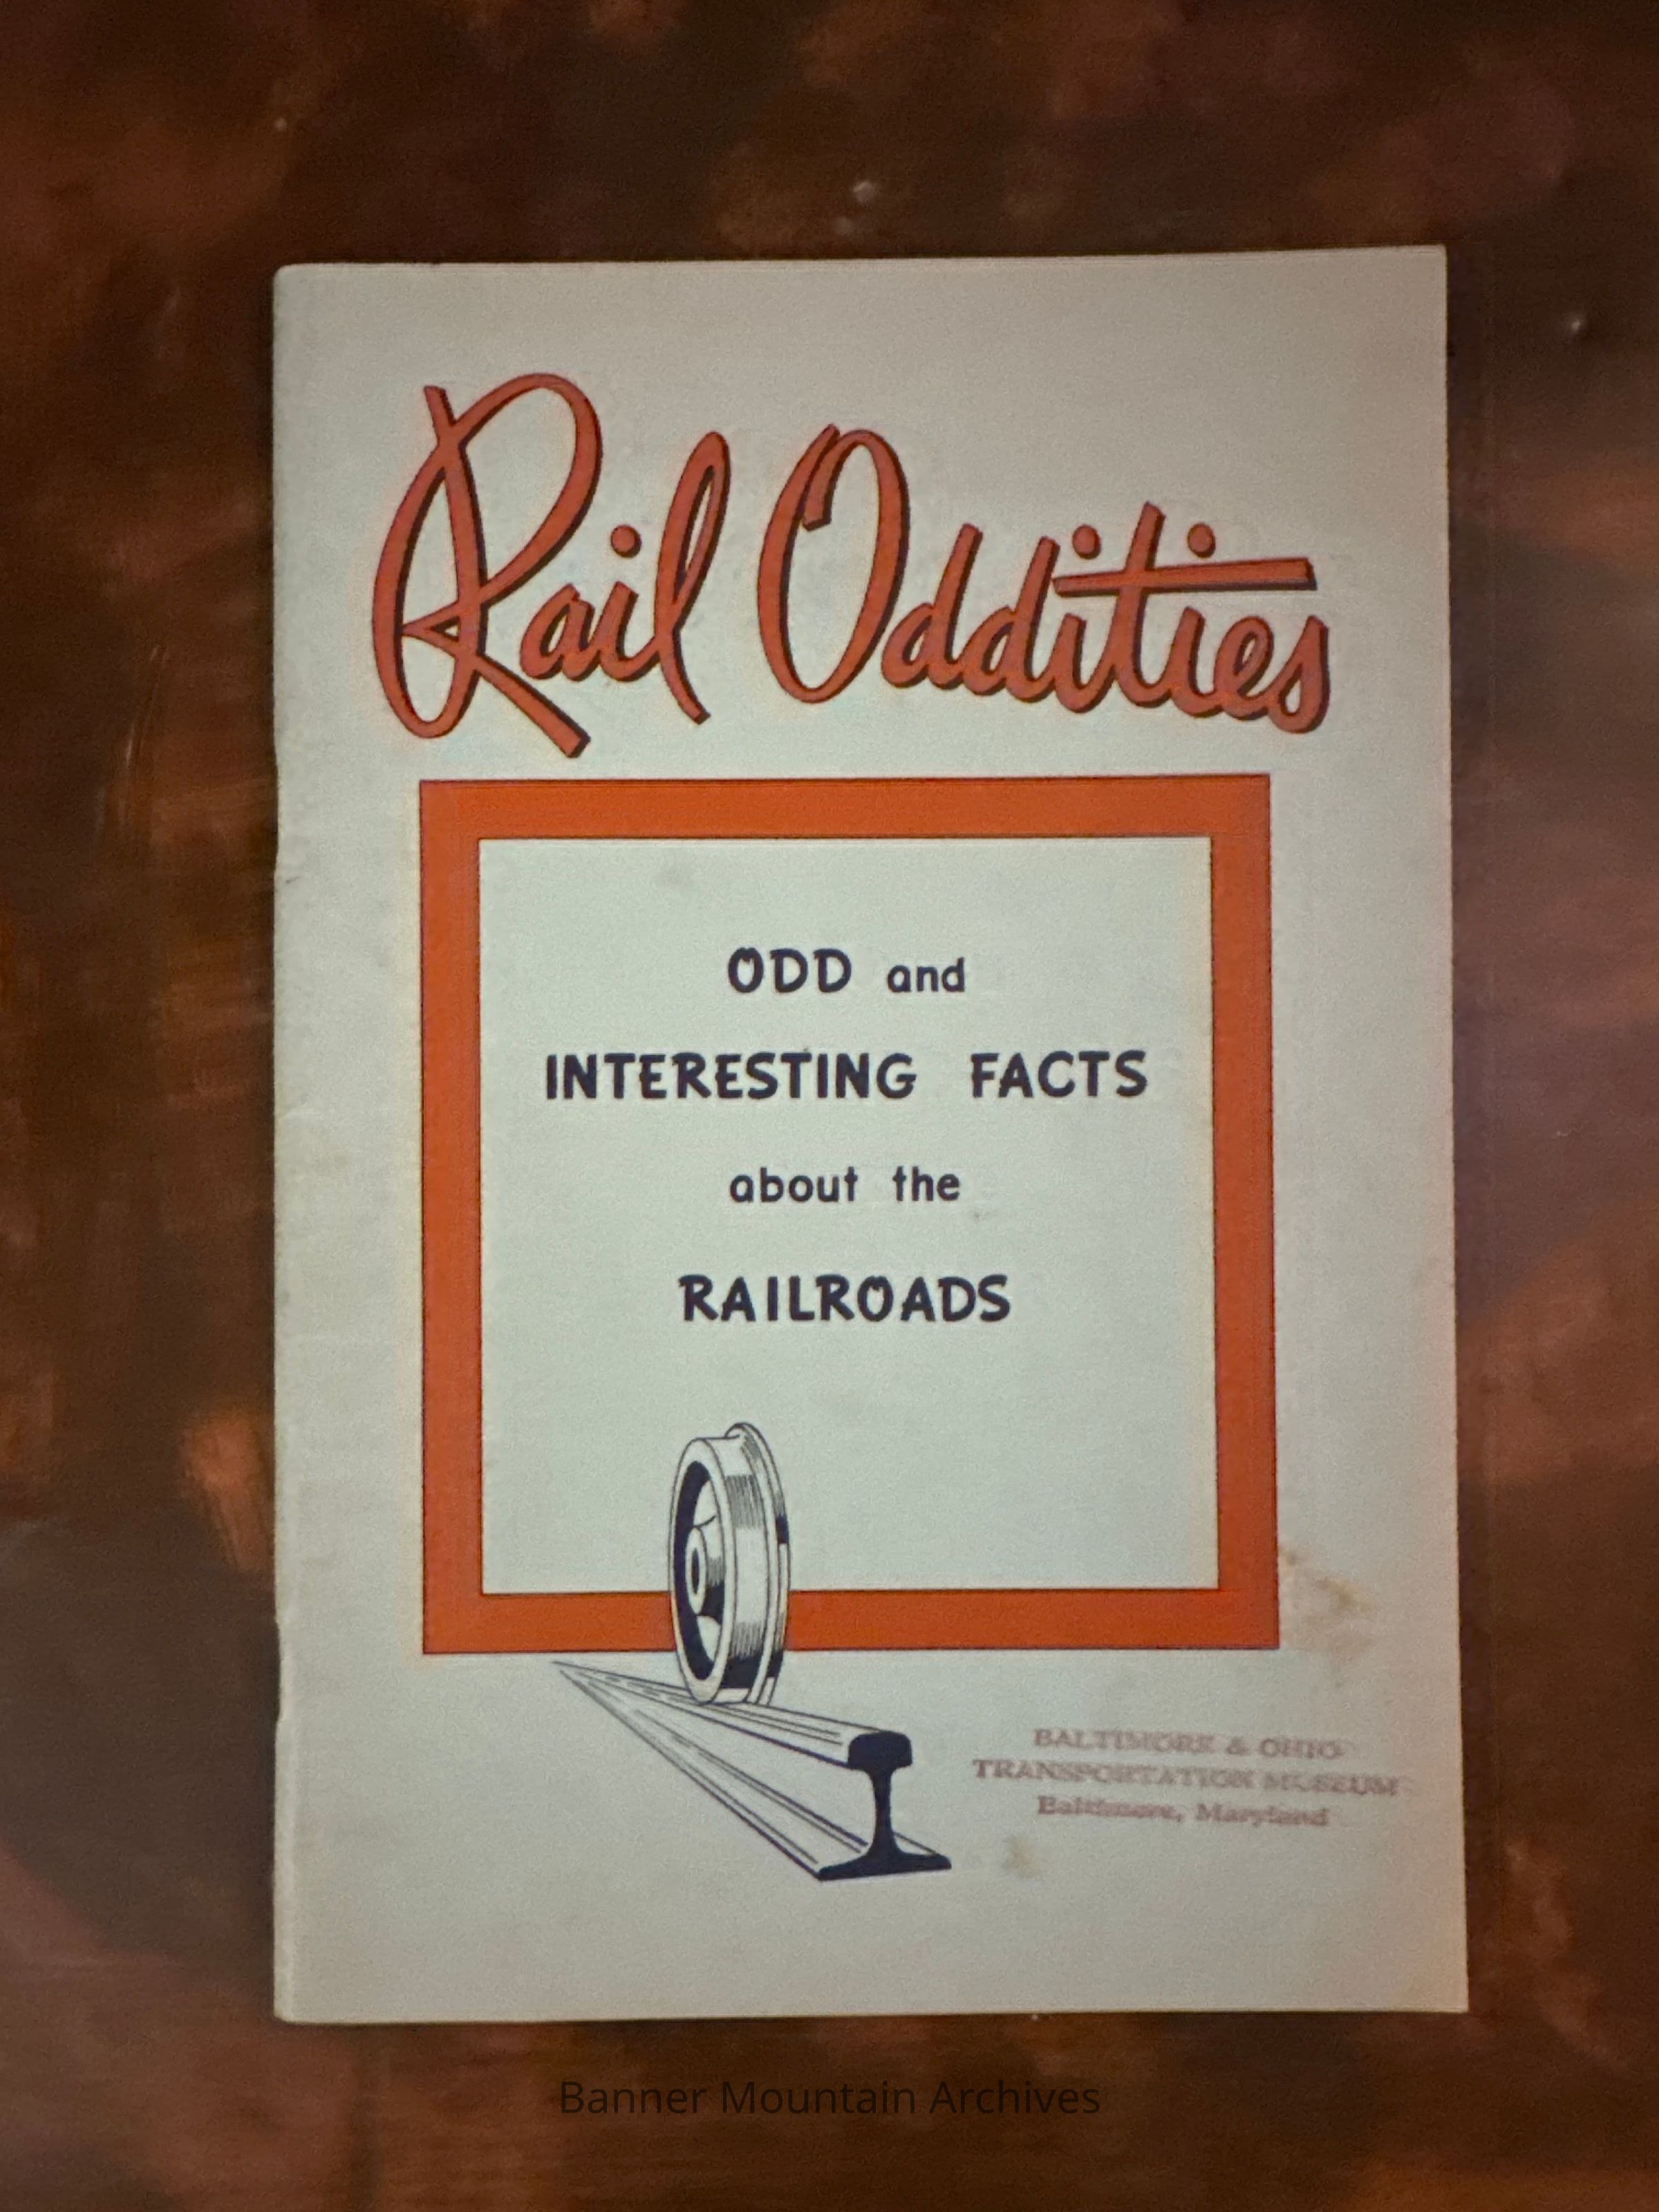 Rail Oddities
ODD and
INTERESTING FACTS
about the
RAILROADS
BALTIMORE & OHIO
TRANSPORTATION MUSEUM
Baltimore, Maryland
Banner Mountain Archives